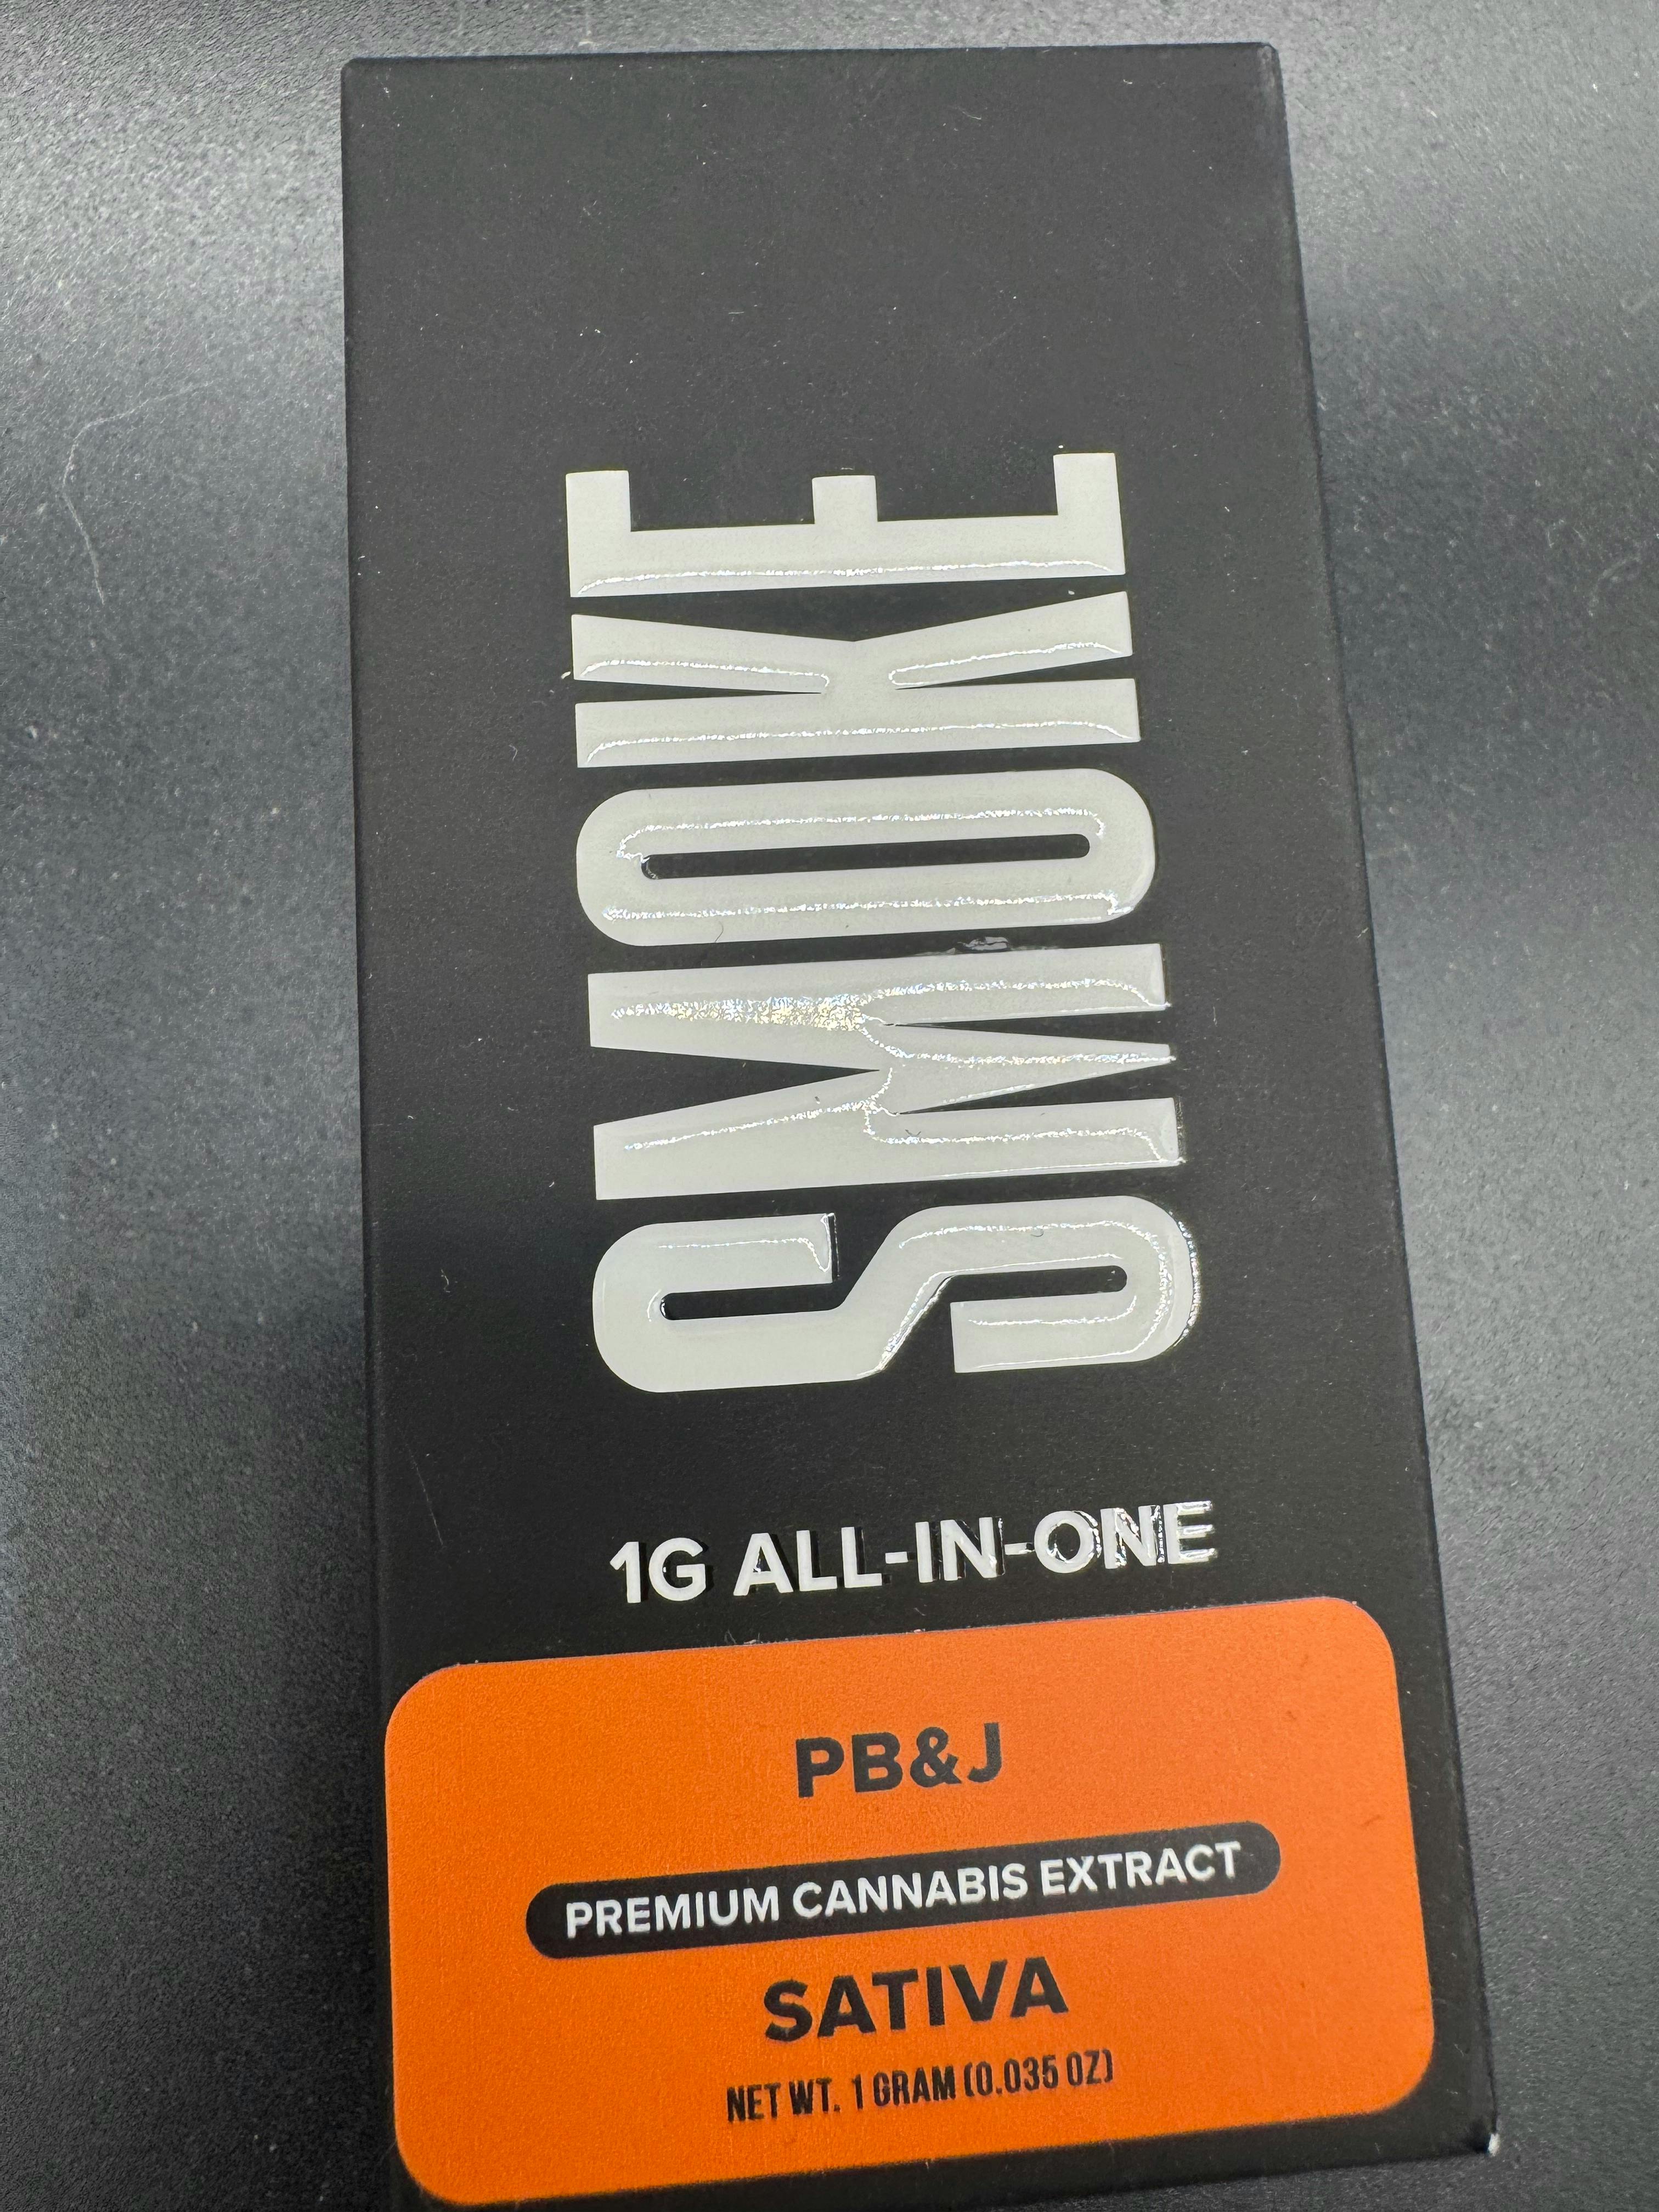 SMOKE
1G ALL-IN-ONE
PB&J
PREMIUM CANNABIS EXTRACT
SATIVA
NET WT. 1 GRAM (0.035 OZ)